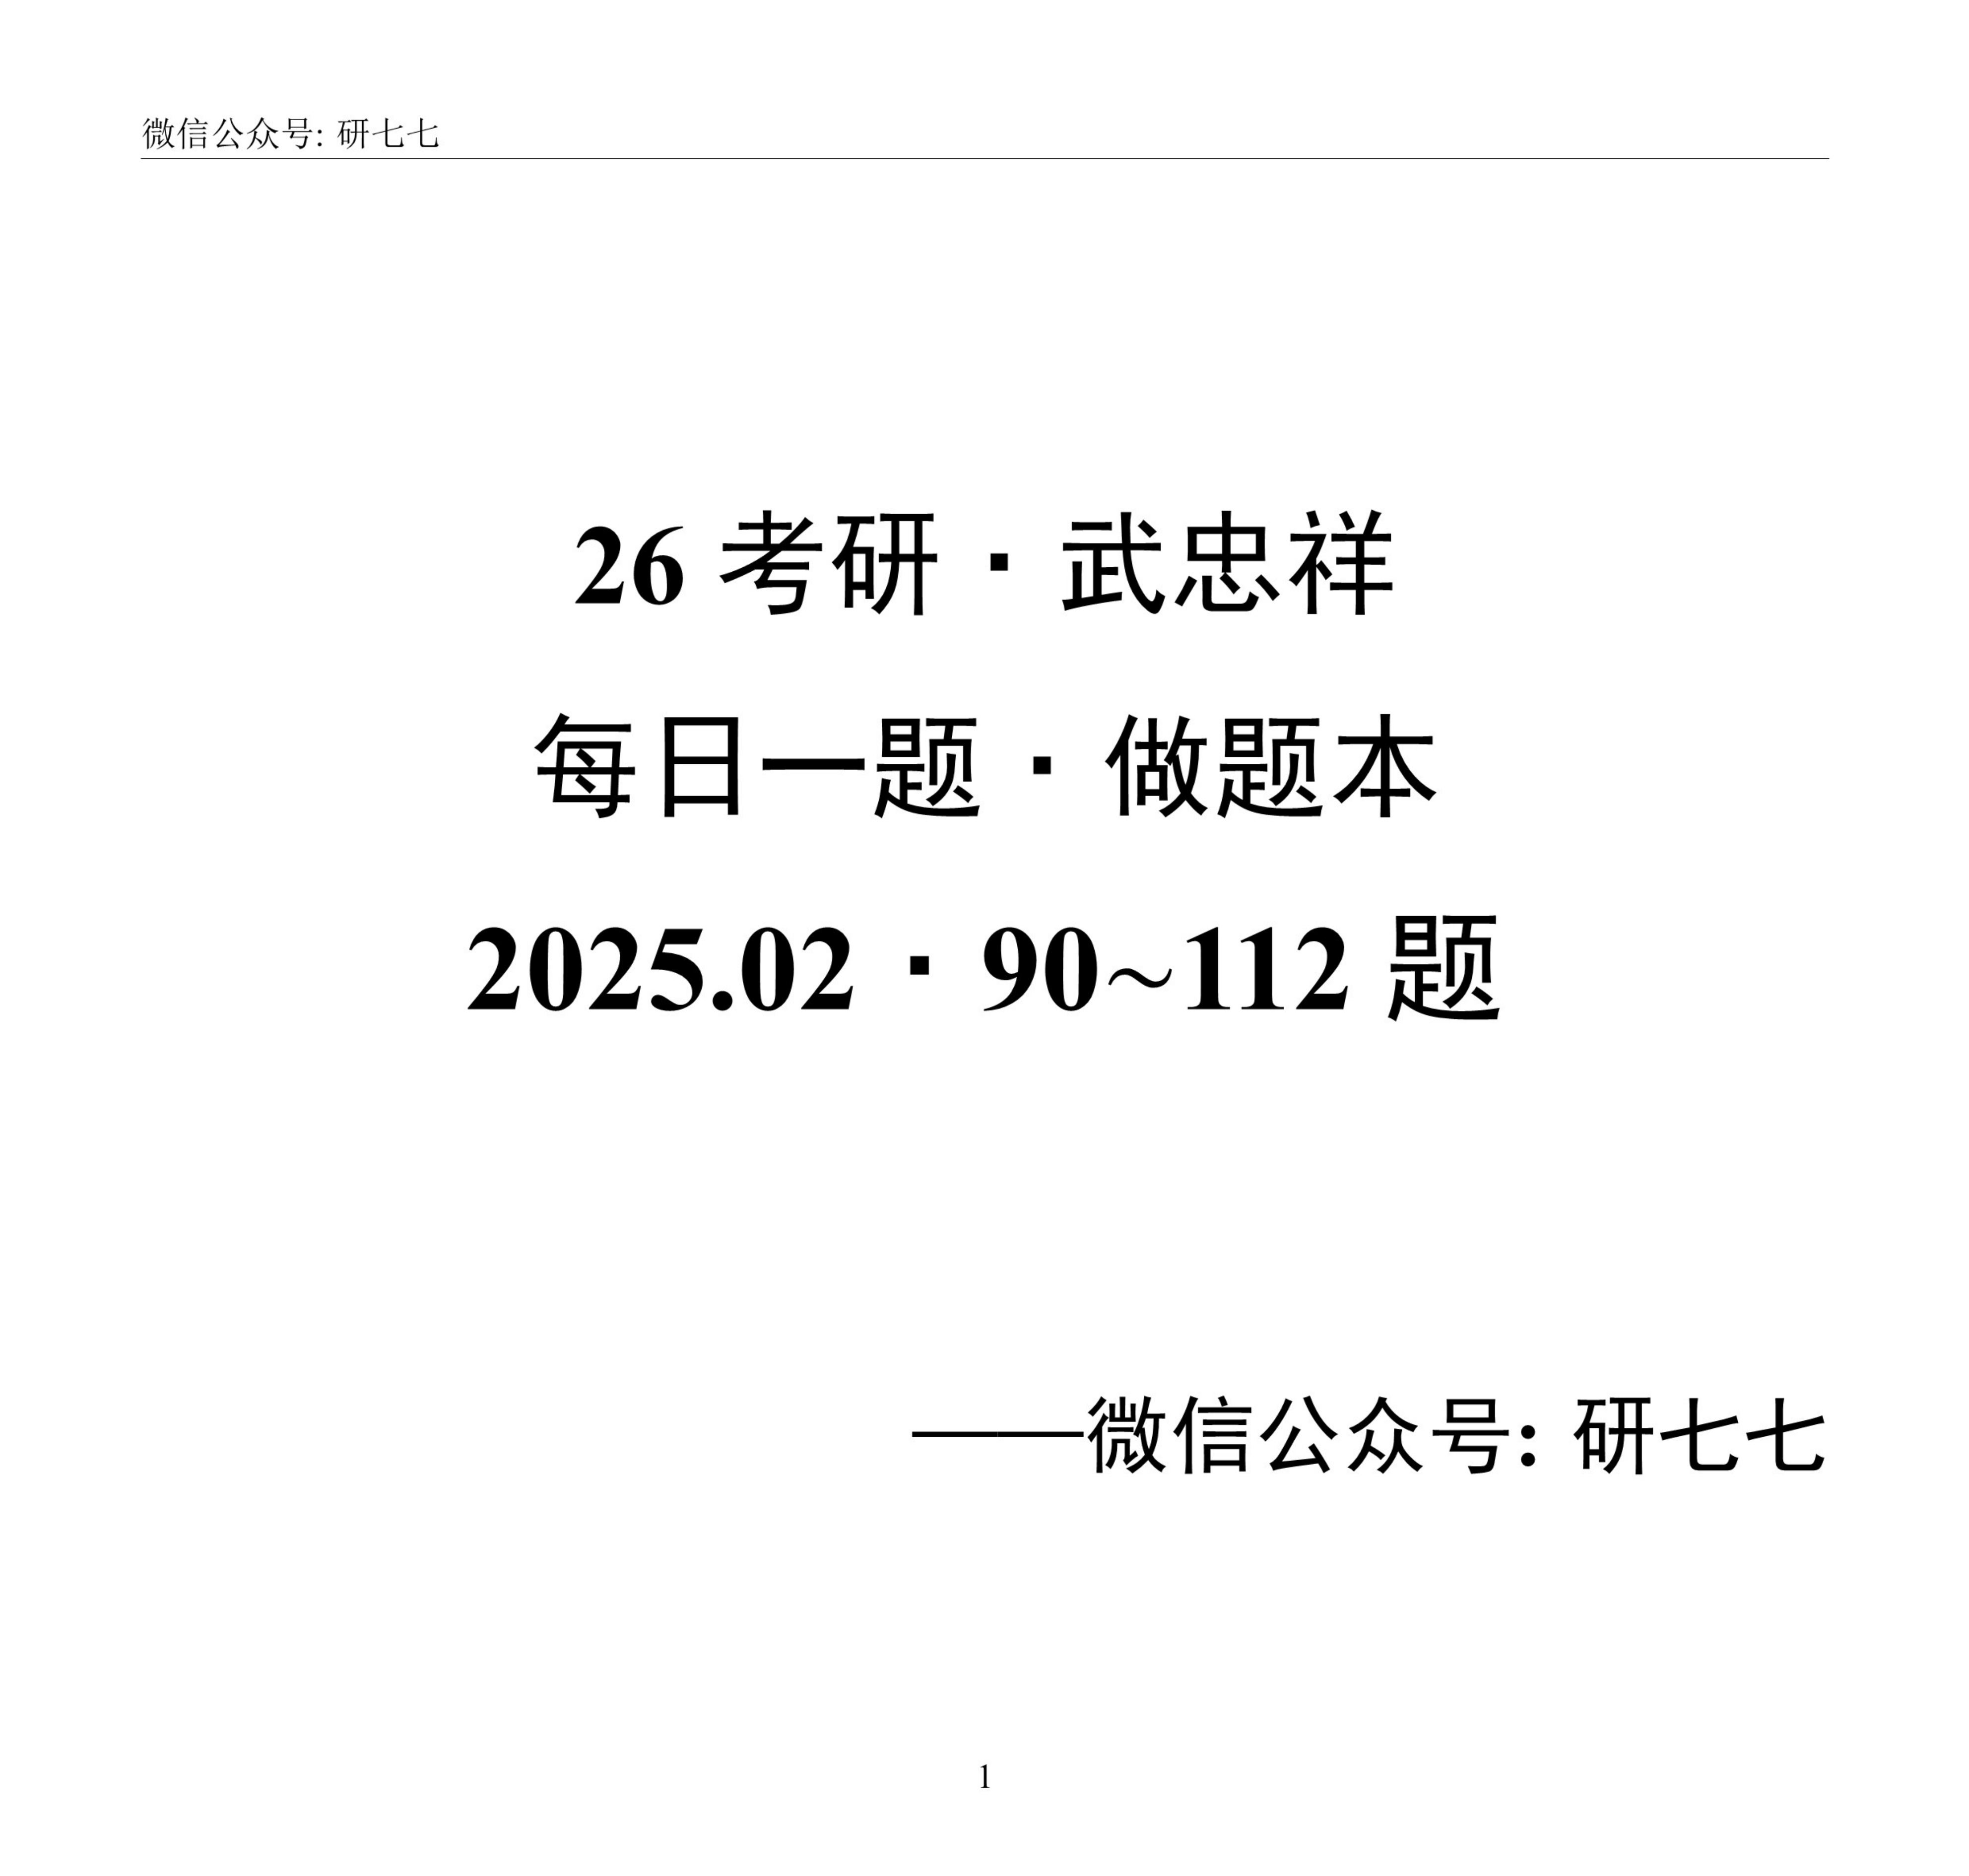 微信公众号：研七七
26 考研·武忠祥
每日一题·做题本
2025.02·90~112 题
——微信公众号：研七七
1